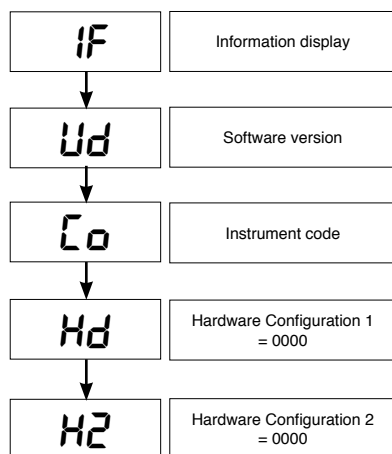 IF
Information display
Ud
Software version
Co
Instrument code
Hd
Hardware Configuration 1
= 0000
H2
Hardware Configuration 2
= 0000